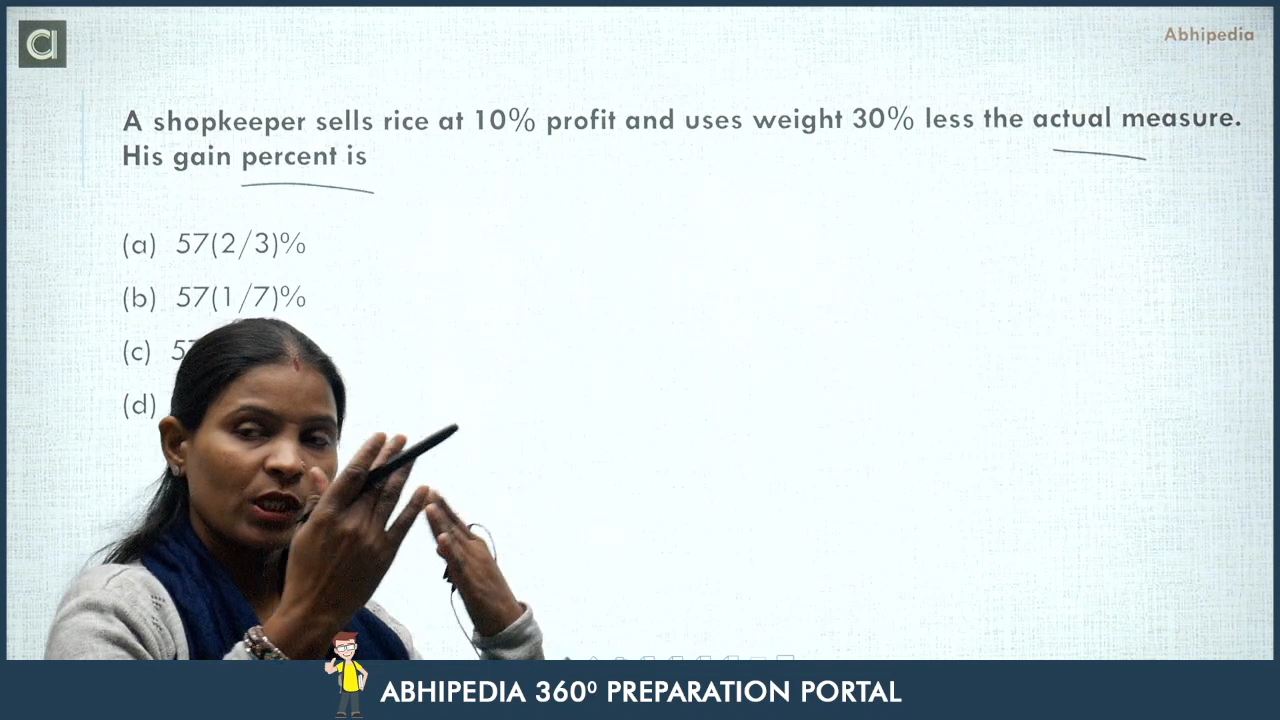 Abhipedia
A shopkeeper sells rice at 10% profit and uses weight 30% less the actual measure.
His gain percent is
(a) 57(2/3)%
(b) 57(1/7)%
(c)
(d)
ABHIPEDIA 360⁰ PREPARATION PORTAL